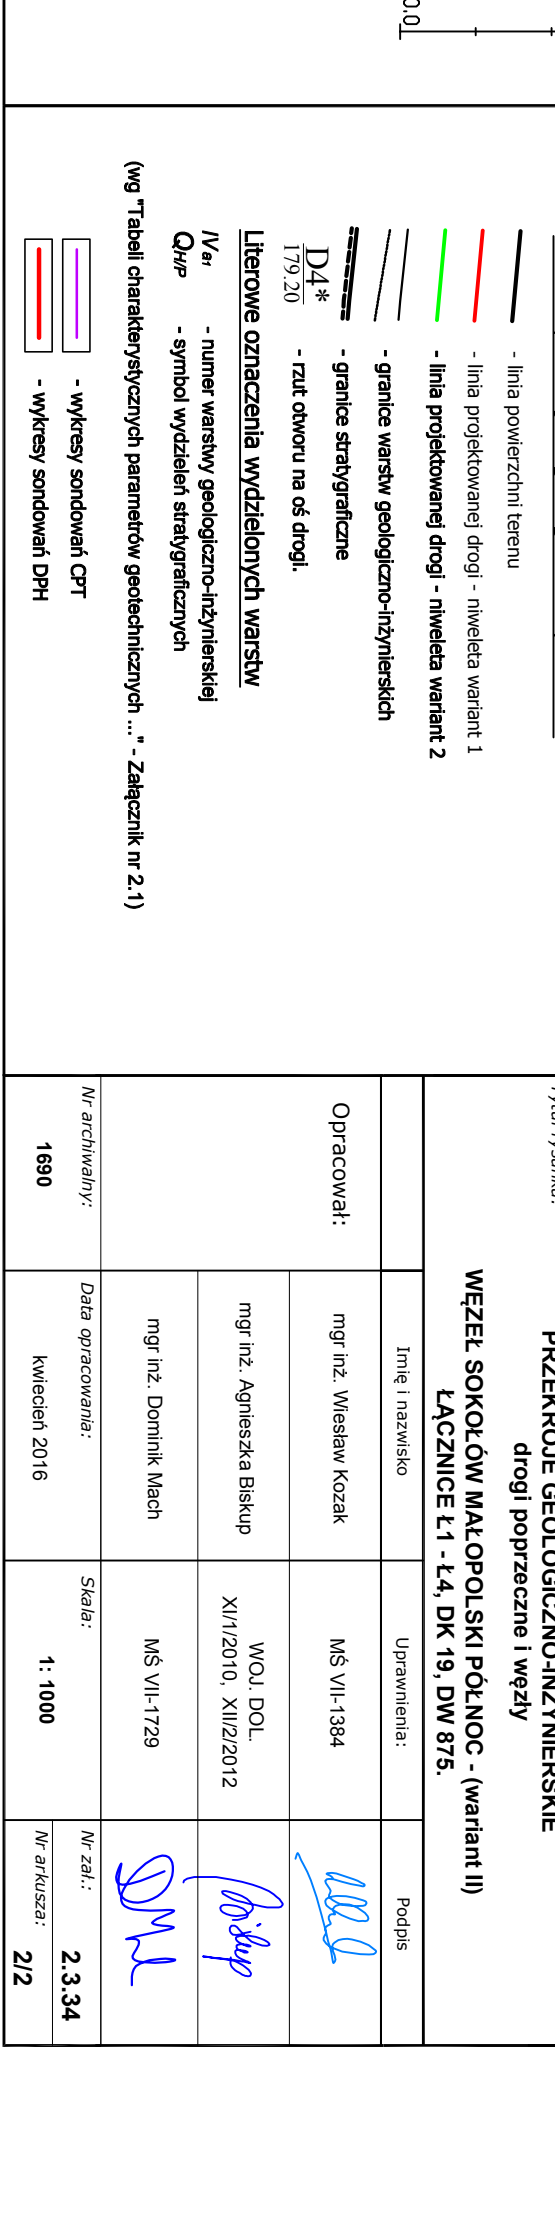 0.0
- linia powierzchni terenu
- linia projektowanej drogi - niweleta wariant 1
- linia projektowanej drogi - niweleta wariant 2
- granice warstw geologiczno-inżynierskich
- granice stratygraficzne
D4*
179.20
- rzut otworu na oś drogi.
Literowe oznaczenia wydzielonych warstw
IVa1 - numer warstwy geologiczno-inżynierskiej
QH/P - symbol wydzieleń stratygraficznych
(wg "Tabeli charakterystycznych parametrów geotechnicznych ..." - Załącznik nr 2.1)
- wykresy sondowań CPT
- wykresy sondowań DPH
PRZEKROJE GEOLOGICZNO-INŻYNIERSKIE
drogi poprzeczne i węzły
WĘZEŁ SOKOŁÓW MAŁOPOLSKI PÓŁNOC - (wariant II)
ŁĄCZNICE Ł1 - Ł4, DK 19, DW 875.
Imię i nazwisko Uprawnienia: Podpis
Opracował: mgr inż. Wiesław Kozak MŚ VII-1384
mgr inż. Agnieszka Biskup WOJ. DOL.
XI/1/2010, XII/2/2012
mgr inż. Dominik Mach MŚ VII-1729
Nr archiwalny: Data opracowania: Skala: Nr zał.:
1690 kwiecień 2016 1: 1000 2.3.34
Nr arkusza: 2/2